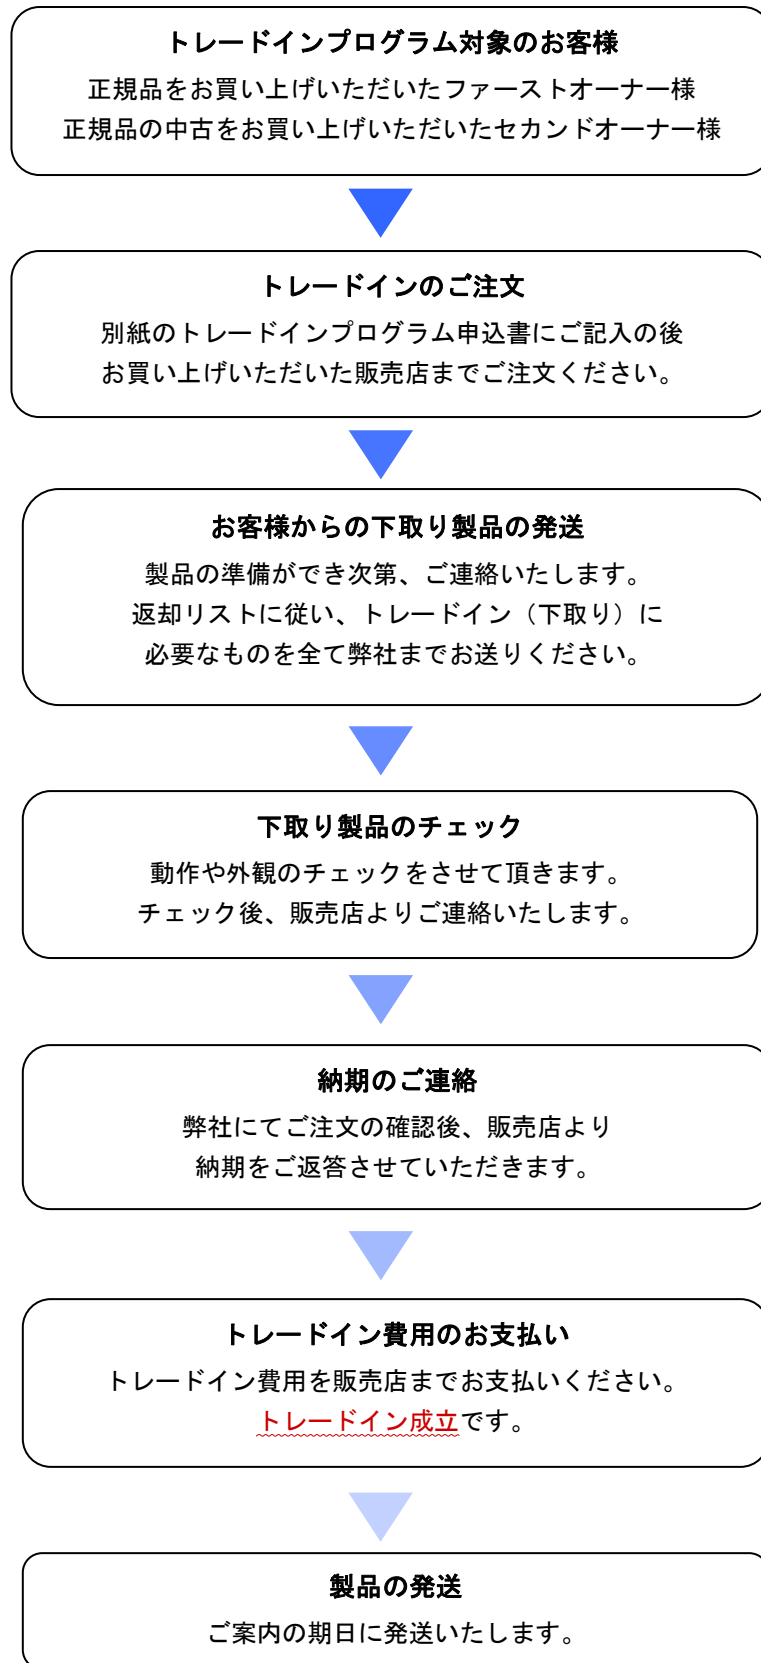 トレードインプログラム対象のお客様
正規品をお買い上げいただいたファーストオーナー様
正規品の中古をお買い上げいただいたセカンドオーナー様
トレードインのご注文
別紙のトレードインプログラム申込書にご記入の後
お買い上げいただいた販売店までご注文ください。
お客様からの下取り製品の発送
製品の準備ができ次第、ご連絡いたします。
返却リストに従い、トレードイン（下取り）に
必要なものを全て弊社までお送りください。
下取り製品のチェック
動作や外観のチェックをさせて頂きます。
チェック後、販売店よりご連絡いたします。
納期のご連絡
弊社にてご注文の確認後、販売店より
納期をご返答させていただきます。
トレードイン費用のお支払い
トレードイン費用を販売店までお支払いください。
トレードイン成立です。
製品の発送
ご案内の期日に発送いたします。